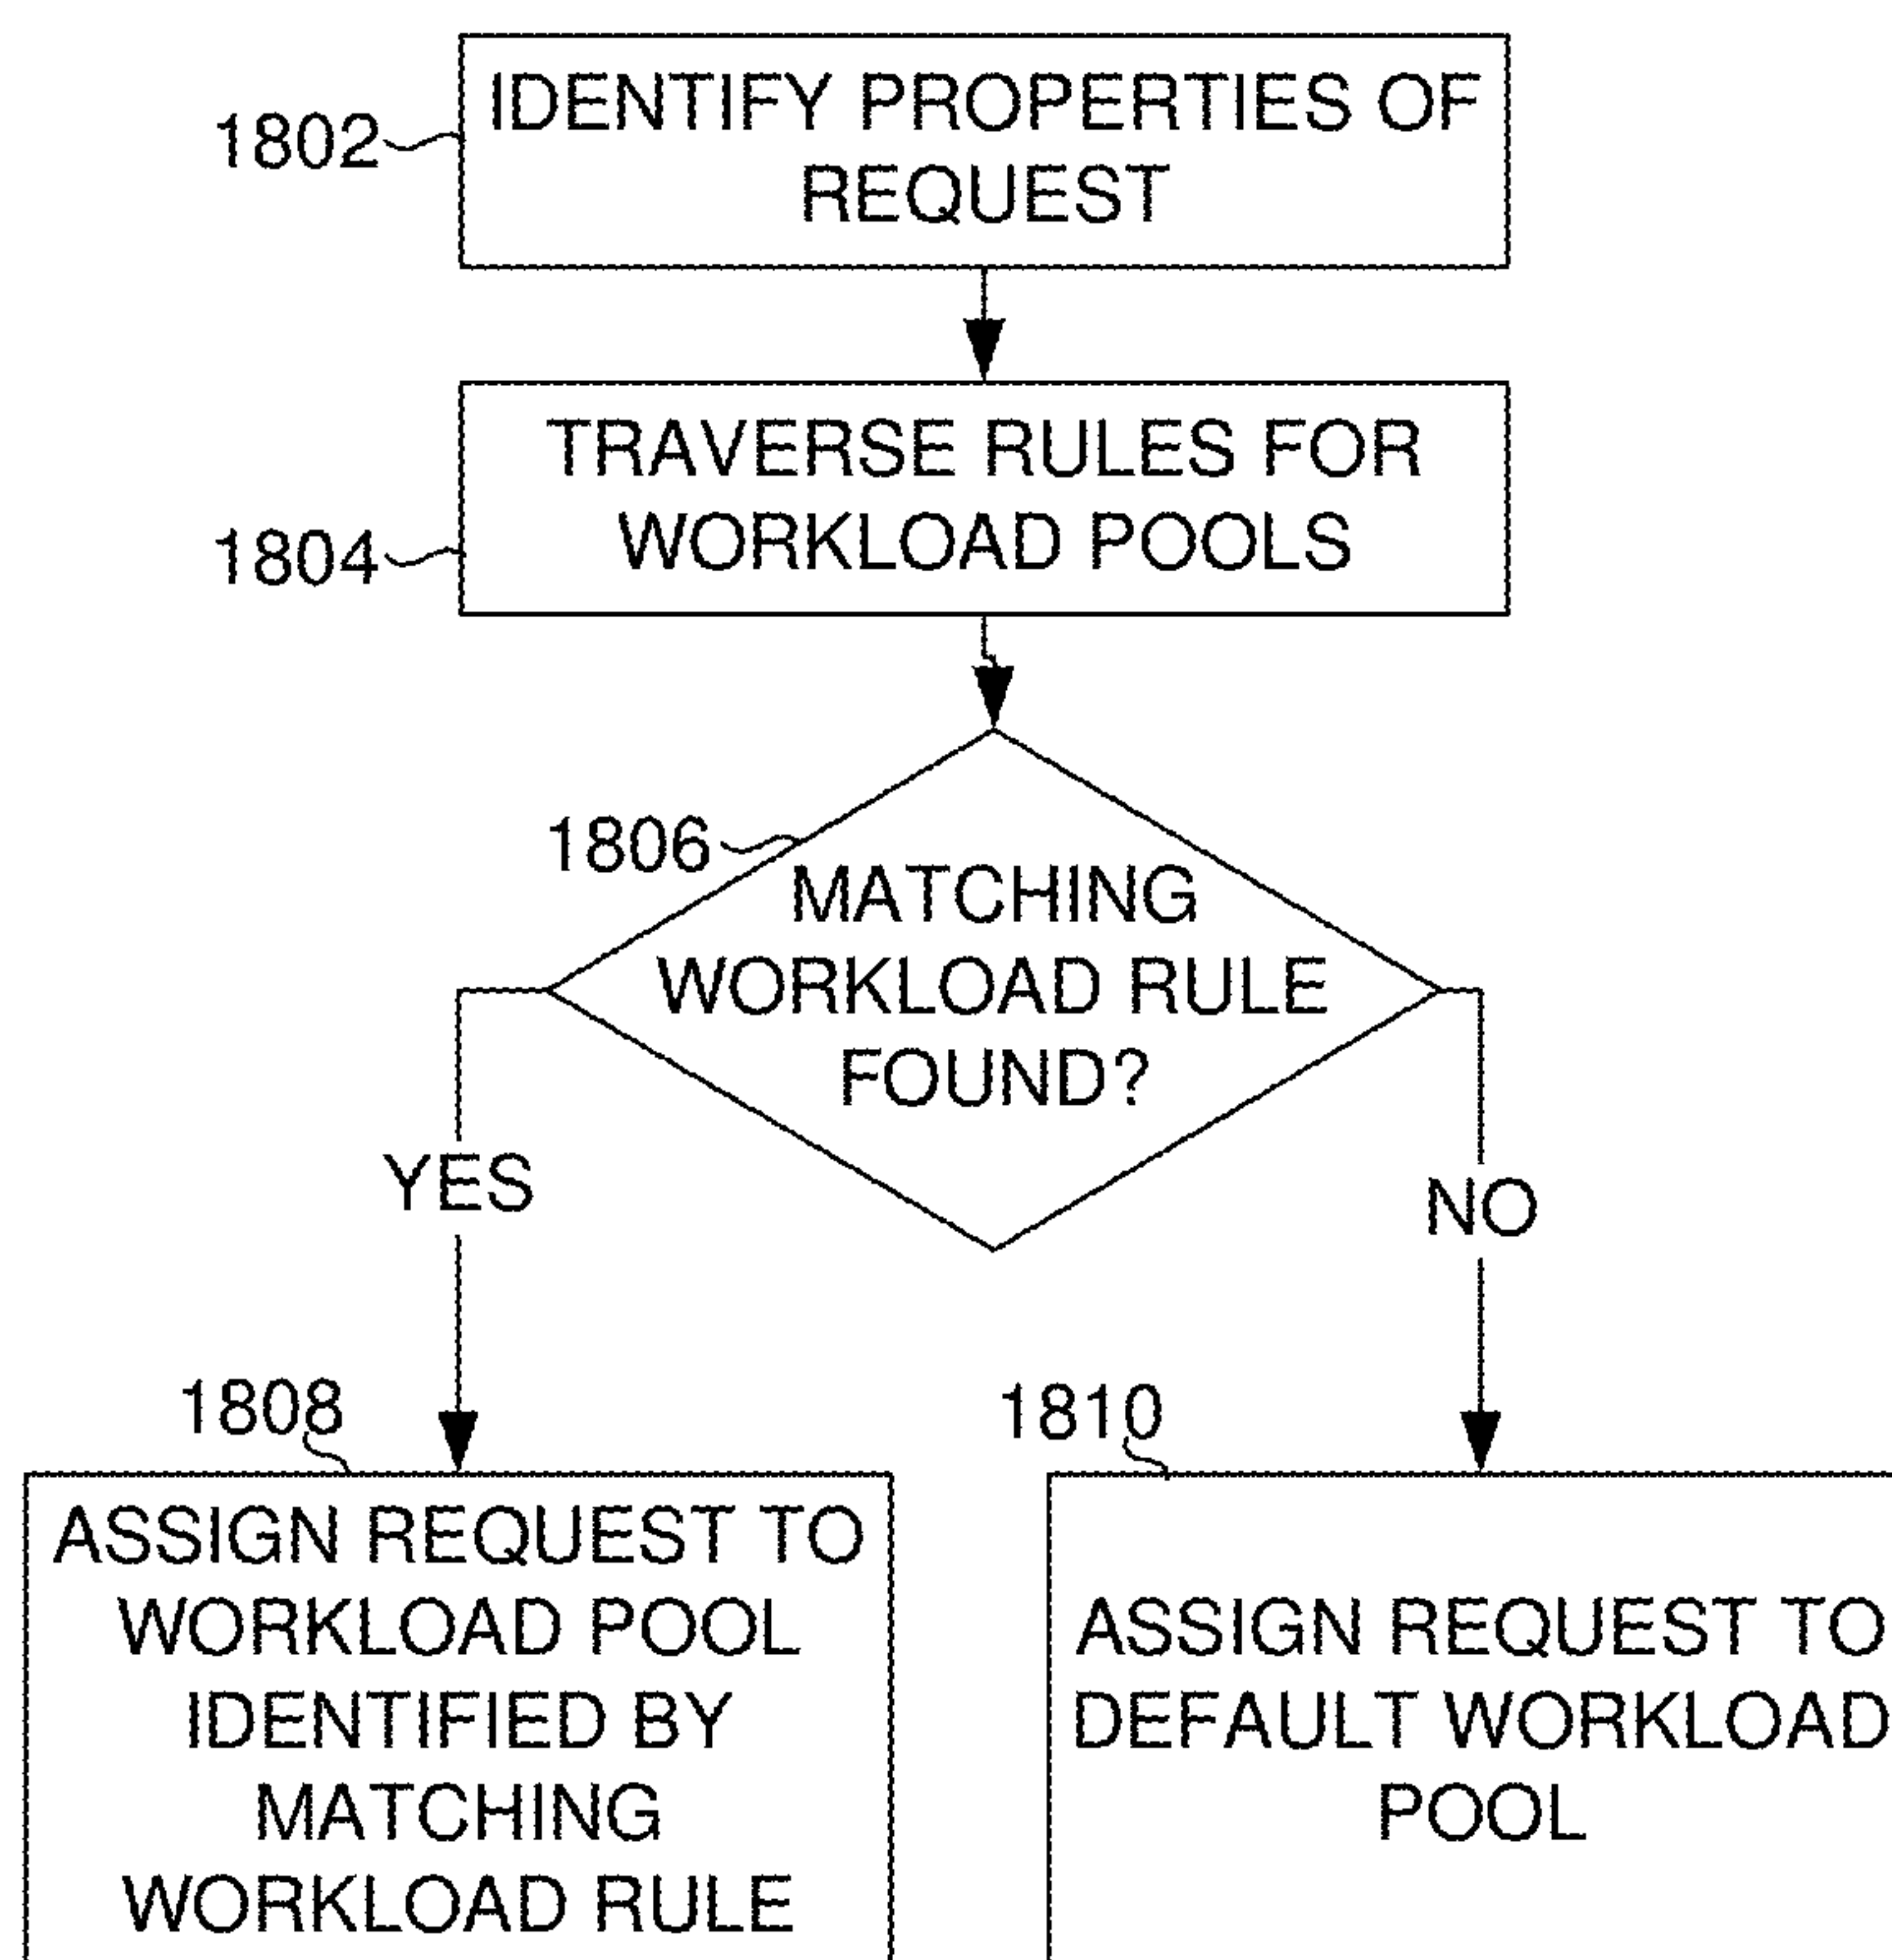 1802
IDENTIFY PROPERTIES OF
REQUEST
TRAVERSE RULES FOR
WORKLOAD POOLS
1804
1806
MATCHING
WORKLOAD RULE
FOUND?
YES
NO
1808
ASSIGN REQUEST TO
WORKLOAD POOL
IDENTIFIED BY
MATCHING
WORKLOAD RULE
1810
ASSIGN REQUEST TO
DEFAULT WORKLOAD
POOL